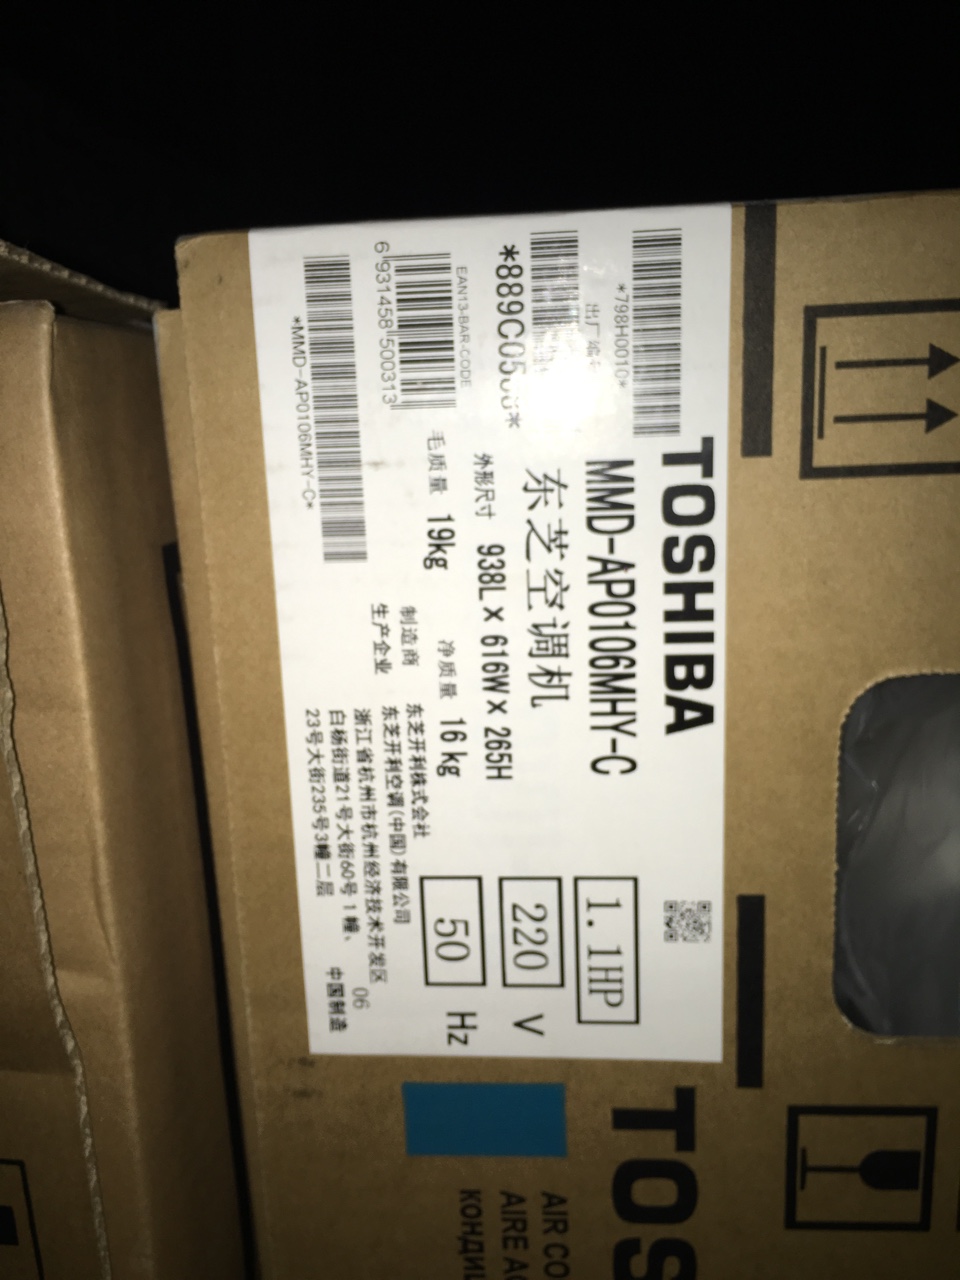 TOSHIBA
*798H0010*
MMD-AP0106MHY-C
1.1HP
出厂编
东芝空调机
220 V
外形尺寸 938L X 616W X 265H
50 Hz
EAN13-BAR-CODE
6 931458 500313
毛质量 19kg 净质量 16 kg
制造商 东芝开利株式会社
生产企业 东芝开利空调(中国)有限公司
浙江省杭州市杭州经济技术开发区
白杨街道21号大街60号1幢、 06
23号大街235号3幢二层 中国制造
*MMD-AP0106MHY-C*
TOS
AIR CO
AIRE AC
КОНДИЦ